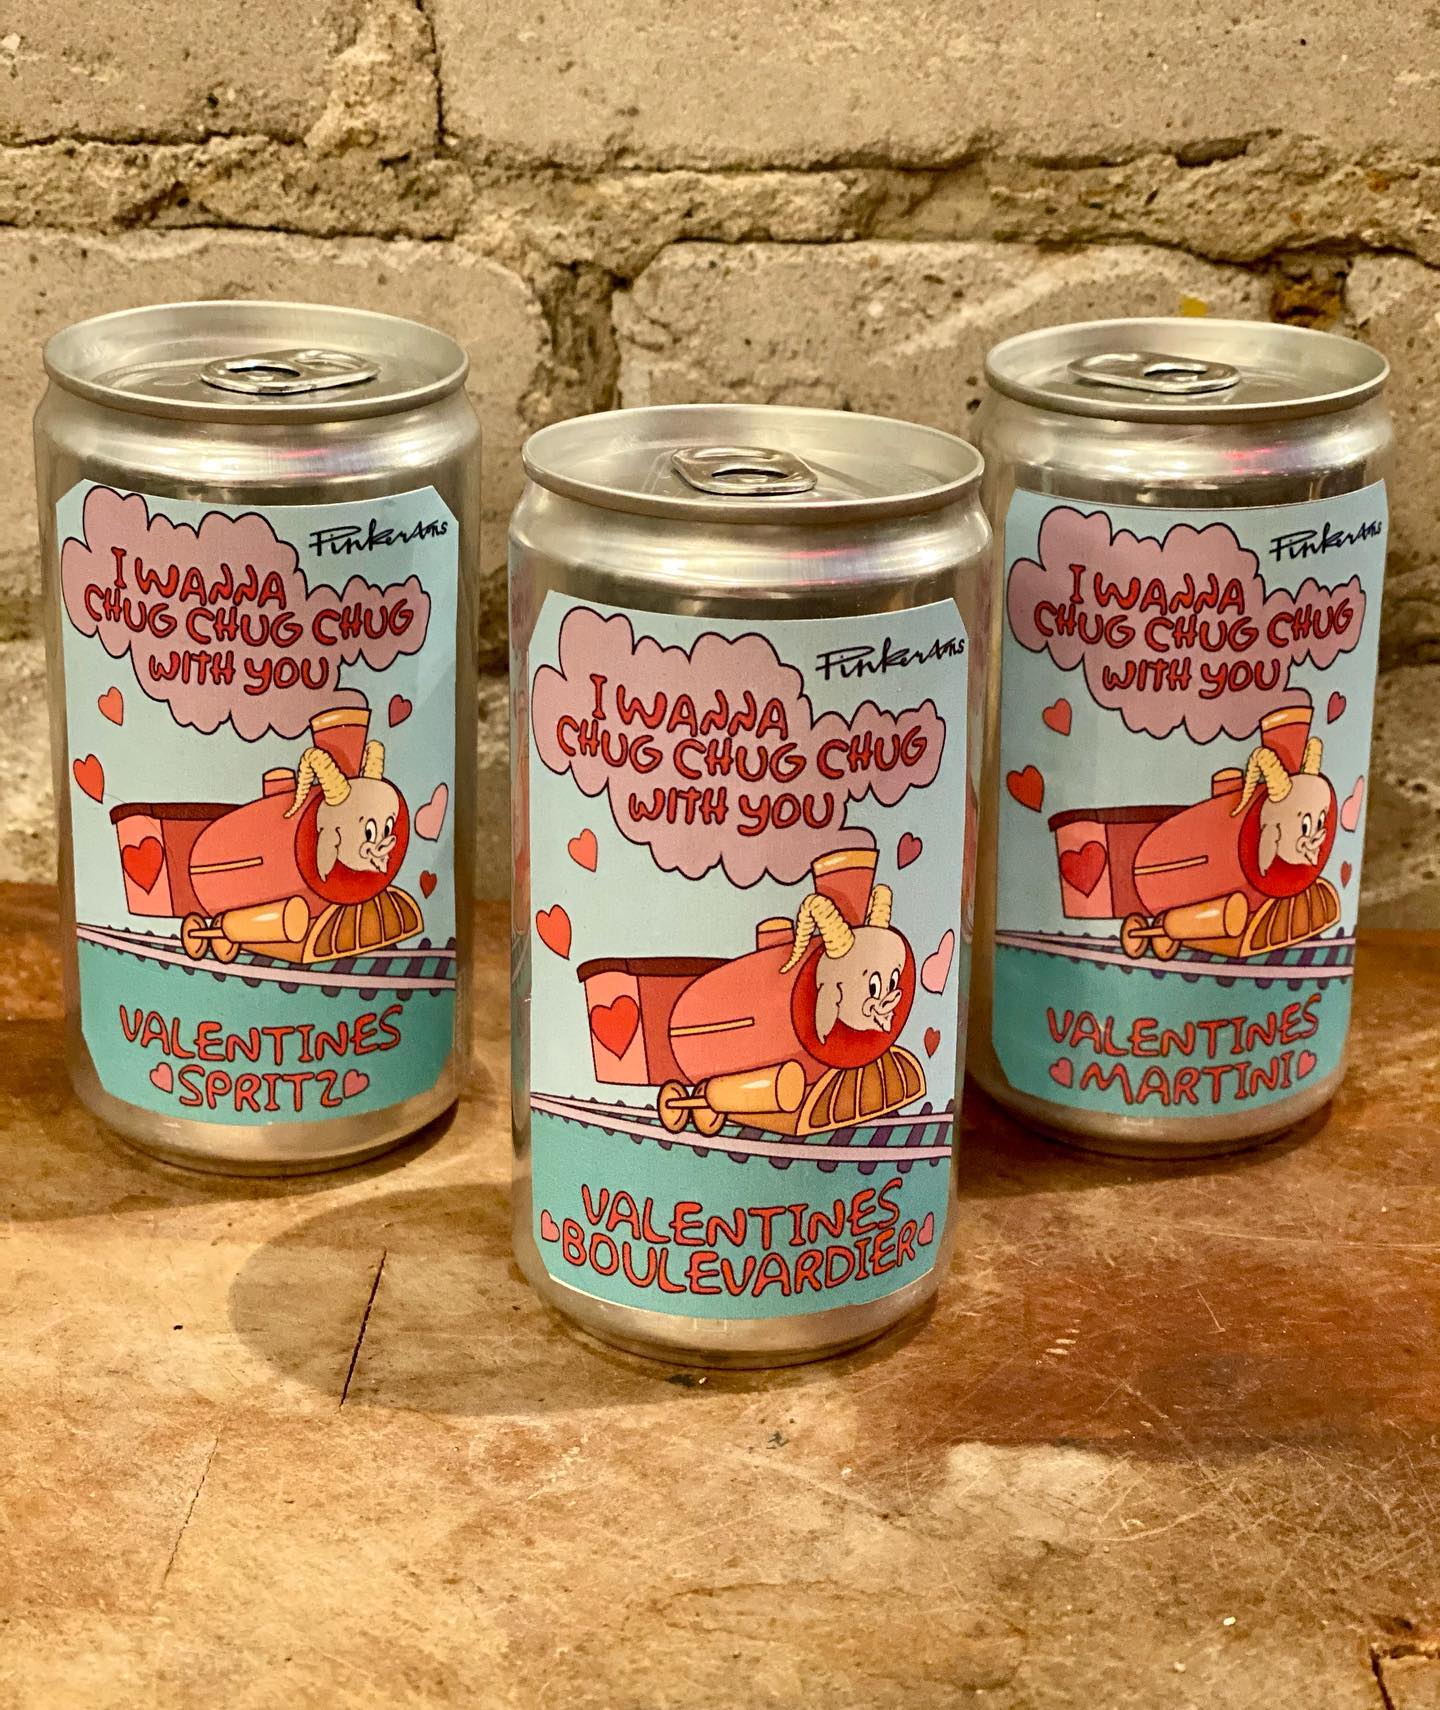 Pinkertons
I WANNA
CHUG CHUG CHUG
WITH YOU
VALENTINES
SPRITZ
Pinkertons
I WANNA
CHUG CHUG CHUG
WITH YOU
VALENTINES
BOULEVARDIER
Pinkertons
I WANNA
CHUG CHUG CHUG
WITH YOU
VALENTINES
MARTINI